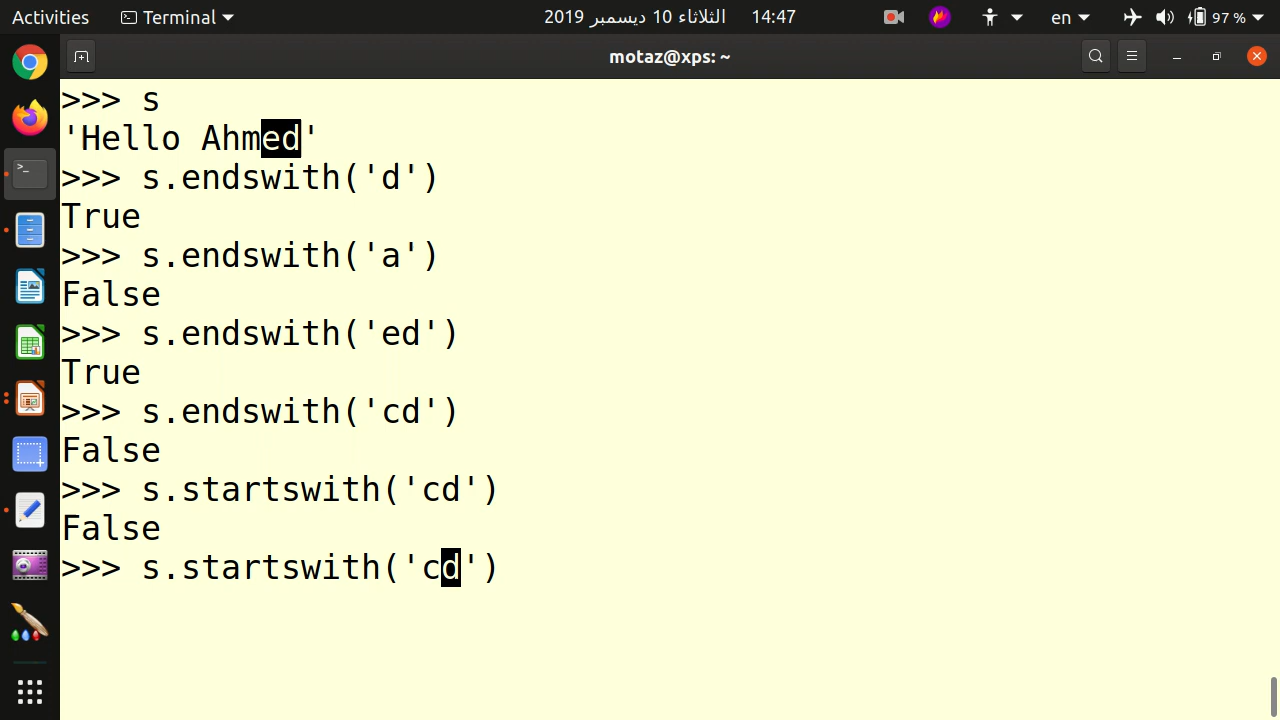 Activities Terminal الثلاثاء 10 ديسمبر 2019 14:47 en 97 %
motaz@xps: ~
>>> s
'Hello Ahmed'
>>> s.endswith('d')
True
>>> s.endswith('a')
False
>>> s.endswith('ed')
True
>>> s.endswith('cd')
False
>>> s.startswith('cd')
False
>>> s.startswith('cd')